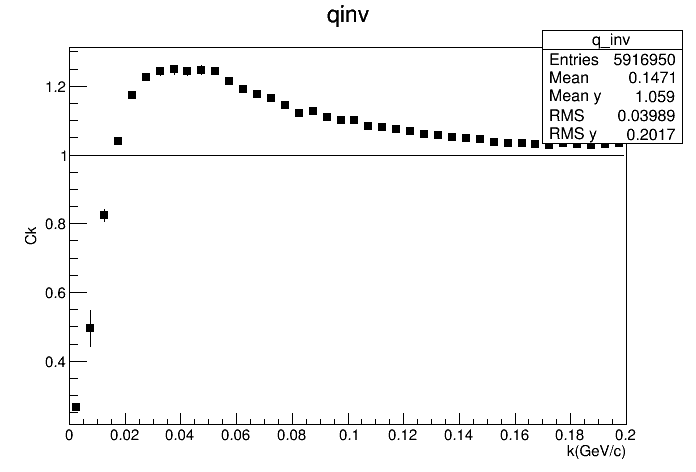 qinv
q_inv
Entries 5916950
Mean 0.1471
Mean y 1.059
RMS 0.03989
RMS y 0.2017
1.2
1
0.8
0.6
0.4
Ck
0 0.02 0.04 0.06 0.08 0.1 0.12 0.14 0.16 0.18 0.2
k(GeV/c)